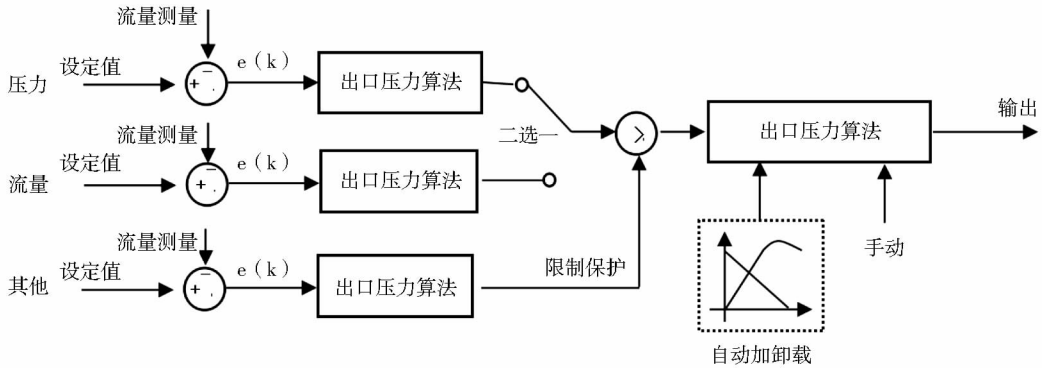 流量测量
压力 设定值 + − e（k） 出口压力算法
二选一
> 出口压力算法 输出
流量测量
流量 设定值 + − e（k） 出口压力算法
流量测量
其他 设定值 + − e（k） 出口压力算法
限制保护
手动
自动加卸载